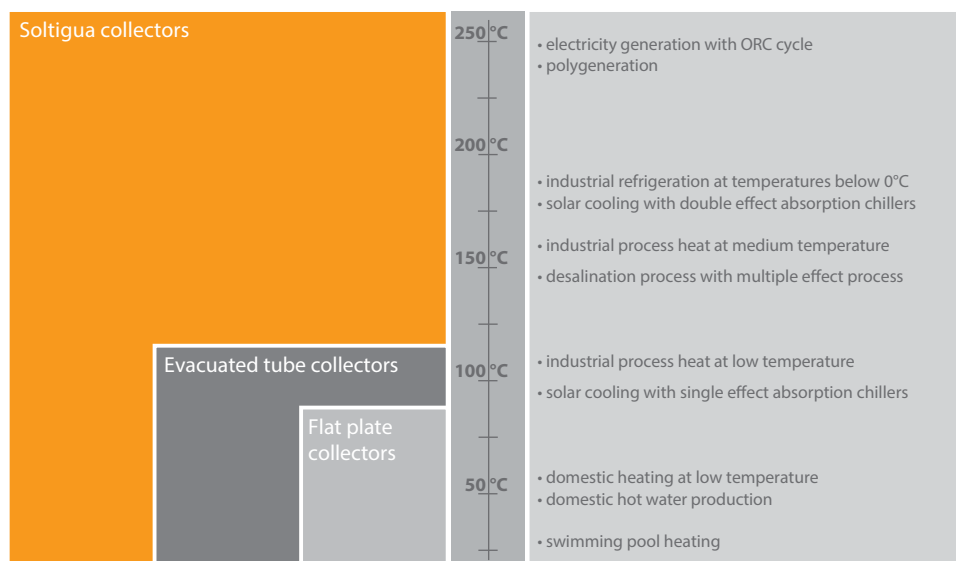 Soltigua collectors
250 °C
• electricity generation with ORC cycle
• polygeneration
200 °C
• industrial refrigeration at temperatures below 0°C
• solar cooling with double effect absorption chillers
• industrial process heat at medium temperature
150 °C
• desalination process with multiple effect process
Evacuated tube collectors
100 °C
• industrial process heat at low temperature
• solar cooling with single effect absorption chillers
Flat plate
collectors
50 °C
• domestic heating at low temperature
• domestic hot water production
• swimming pool heating